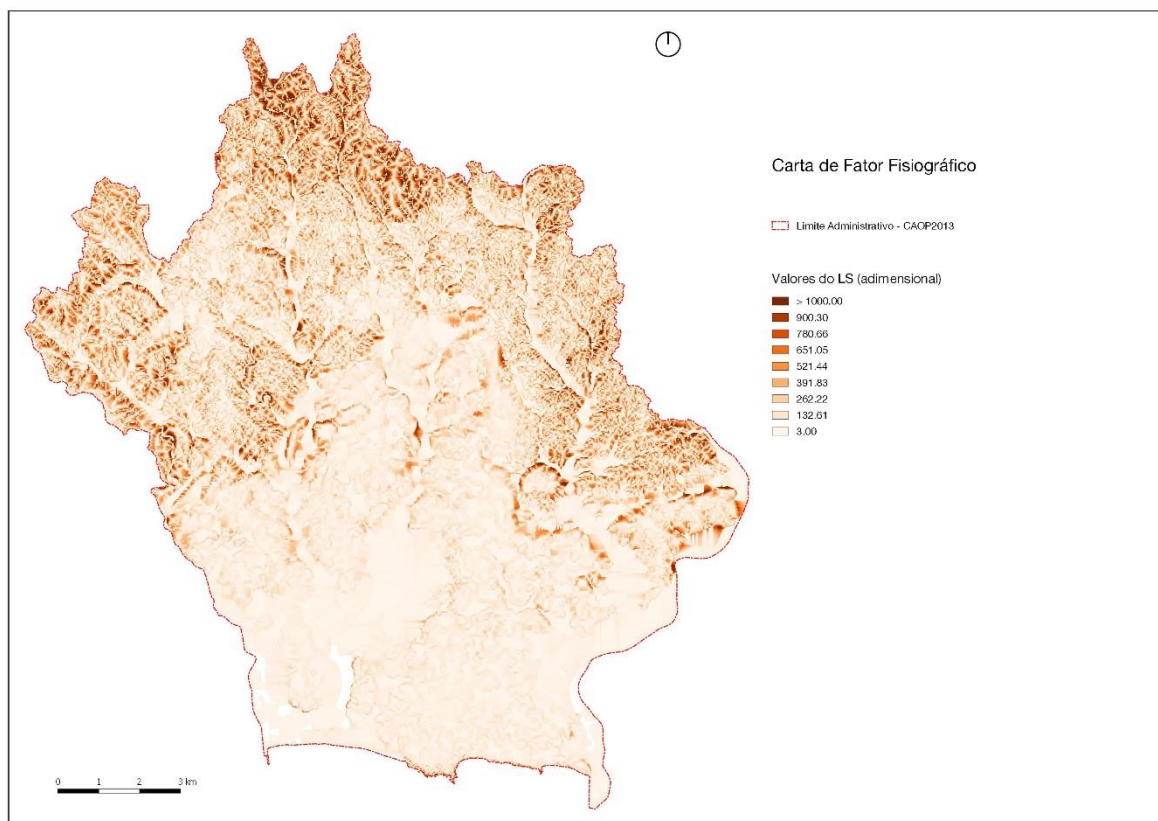 Carta de Fator Fisiográfico
Limite Administrativo - CAOP2013
Valores do LS (adimensional)
> 1000.00
900.30
780.66
651.05
521.44
391.83
262.22
132.61
3.00
0 1 2 3 km